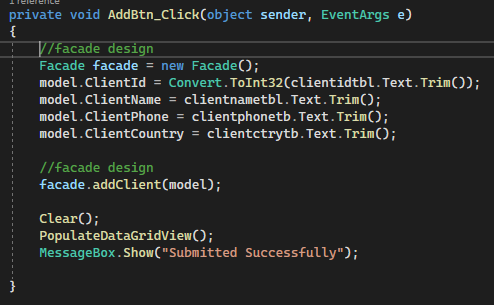 1 reference
private void AddBtn_Click(object sender, EventArgs e)
{
//facade design
Facade facade = new Facade();
model.ClientId = Convert.ToInt32(clientidtbl.Text.Trim());
model.ClientName = clientnametbl.Text.Trim();
model.ClientPhone = clientphonetb.Text.Trim();
model.ClientCountry = clientctrytb.Text.Trim();
//facade design
facade.addClient(model);
Clear();
PopulateDataGridView();
MessageBox.Show("Submitted Successfully");
}